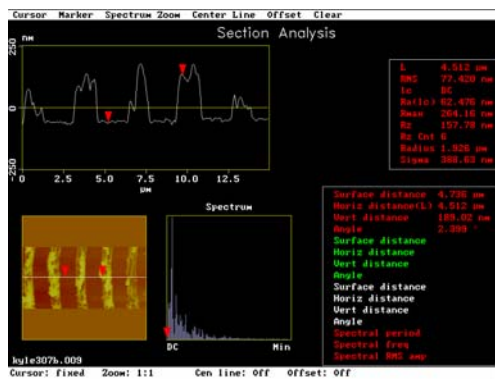 Cursor Marker Spectrum Zoom Center Line Offset Clear
Section Analysis
nm
250
0
-250
0 2.5 5.0 7.5 10.0 12.5
µm
L 4.512 µm
RMS 77.420 nm
lc DC
Ra(lc) 62.476 nm
Rmax 264.16 nm
Rz 157.78 nm
Rz Cnt 6
Radius 1.926 µm
Sigma 388.63 nm
Surface distance 4.736 µm
Horiz distance(L) 4.512 µm
Vert distance 189.02 nm
Angle 2.399 °
Surface distance
Horiz distance
Vert distance
Angle
Surface distance
Horiz distance
Vert distance
Angle
Spectral period
Spectral freq
Spectral RMS amp
Spectrum
DC Min
kyle307b.009
Cursor: fixed Zoom: 1:1 Cen line: Off Offset: Off